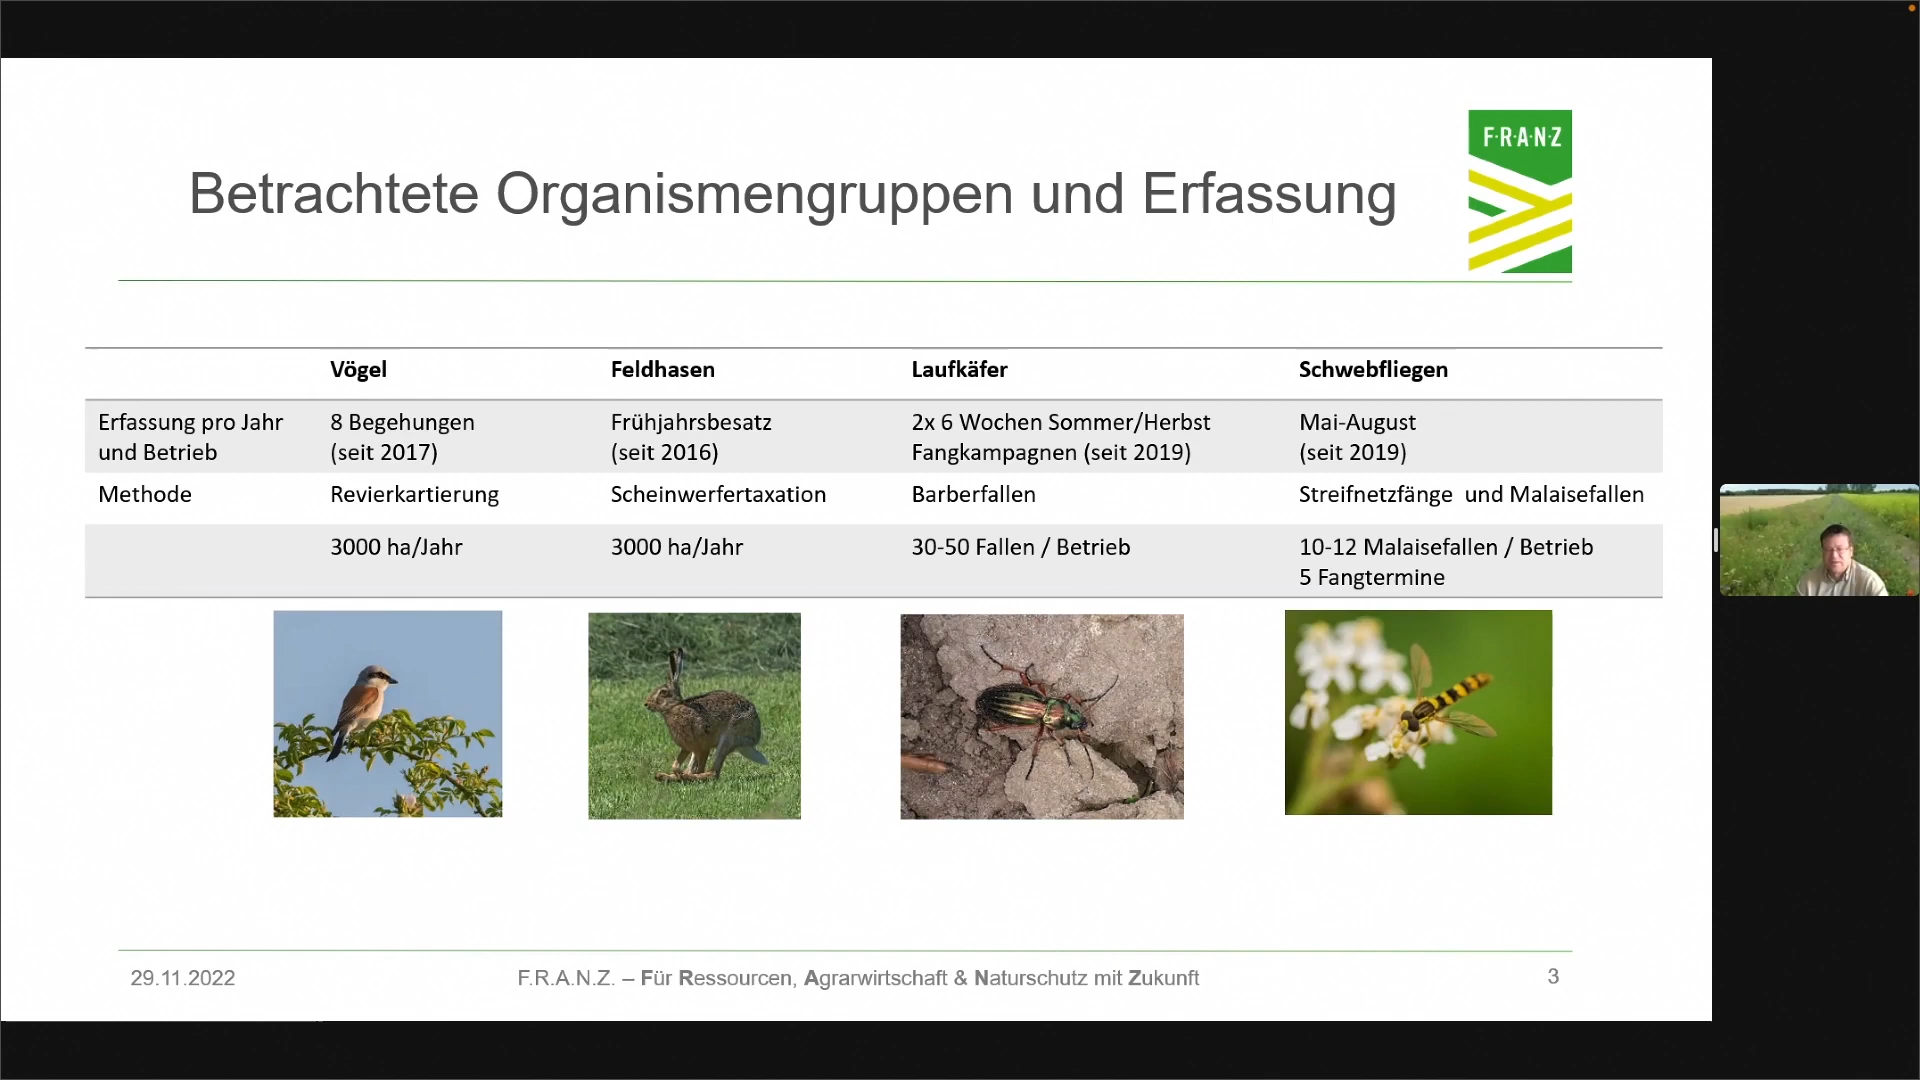 F·R·A·N·Z
Betrachtete Organismengruppen und Erfassung
Vögel Feldhasen Laufkäfer Schwebfliegen
Erfassung pro Jahr und Betrieb
8 Begehungen
(seit 2017)
Frühjahrsbesatz
(seit 2016)
2x 6 Wochen Sommer/Herbst
Fangkampagnen (seit 2019)
Mai-August
(seit 2019)
Methode Revierkartierung Scheinwerfertaxation Barberfallen Streifnetzfänge und Malaisefallen
3000 ha/Jahr 3000 ha/Jahr 30-50 Fallen / Betrieb 10-12 Malaisefallen / Betrieb
5 Fangtermine
29.11.2022 F.R.A.N.Z. – Für Ressourcen, Agrarwirtschaft & Naturschutz mit Zukunft 3